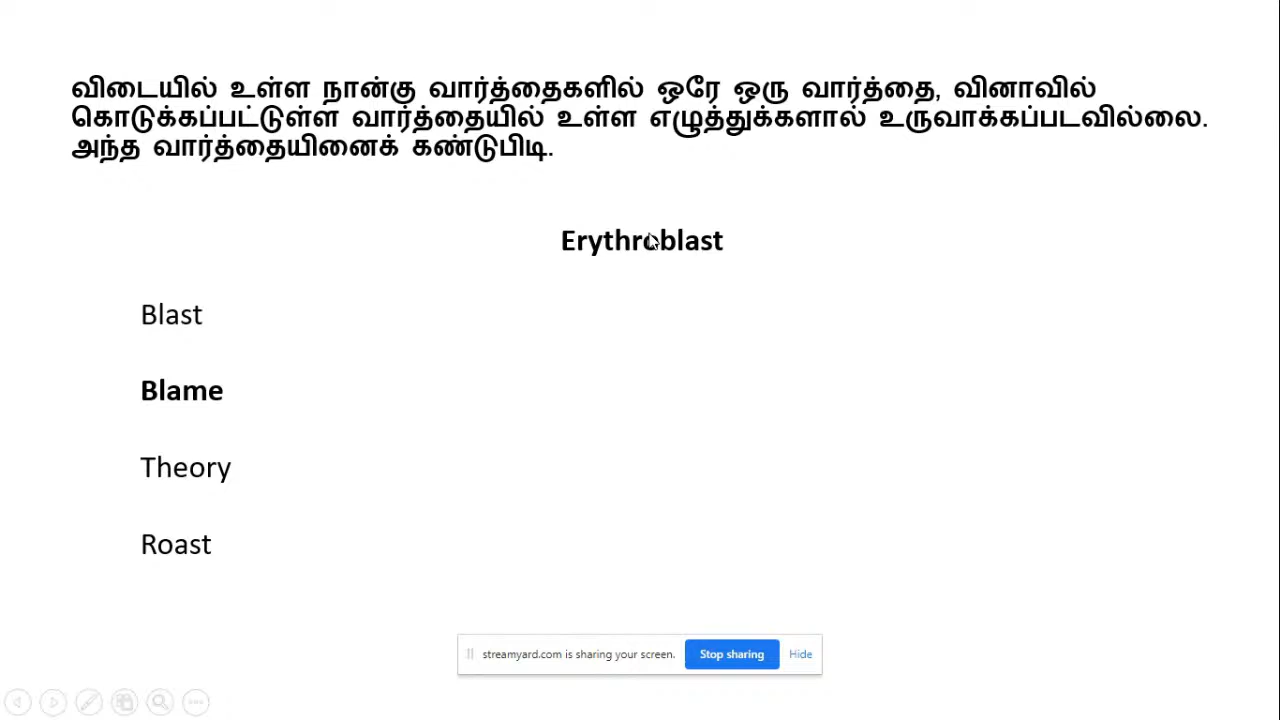 விடையில் உள்ள நான்கு வார்த்தைகளில் ஒரே ஒரு வார்த்தை, வினாவில்
கொடுக்கப்பட்டுள்ள வார்த்தையில் உள்ள எழுத்துக்களால் உருவாக்கப்படவில்லை.
அந்த வார்த்தையினைக் கண்டுபிடி.
Erythroblast
Blast
Blame
Theory
Roast
streamyard.com is sharing your screen. Stop sharing Hide